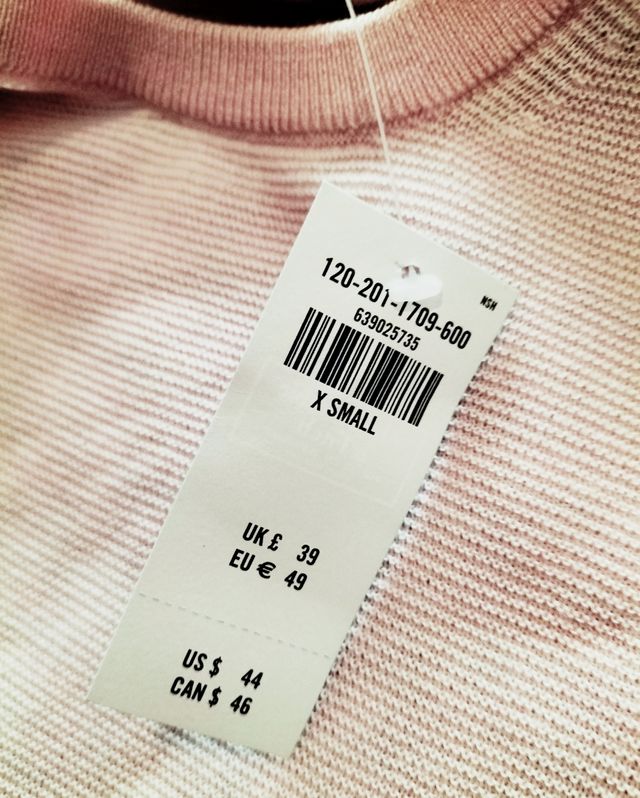 NSH
120-201-1709-600
639025735
X SMALL
UK £ 39
EU € 49
US $ 44
CAN $ 46